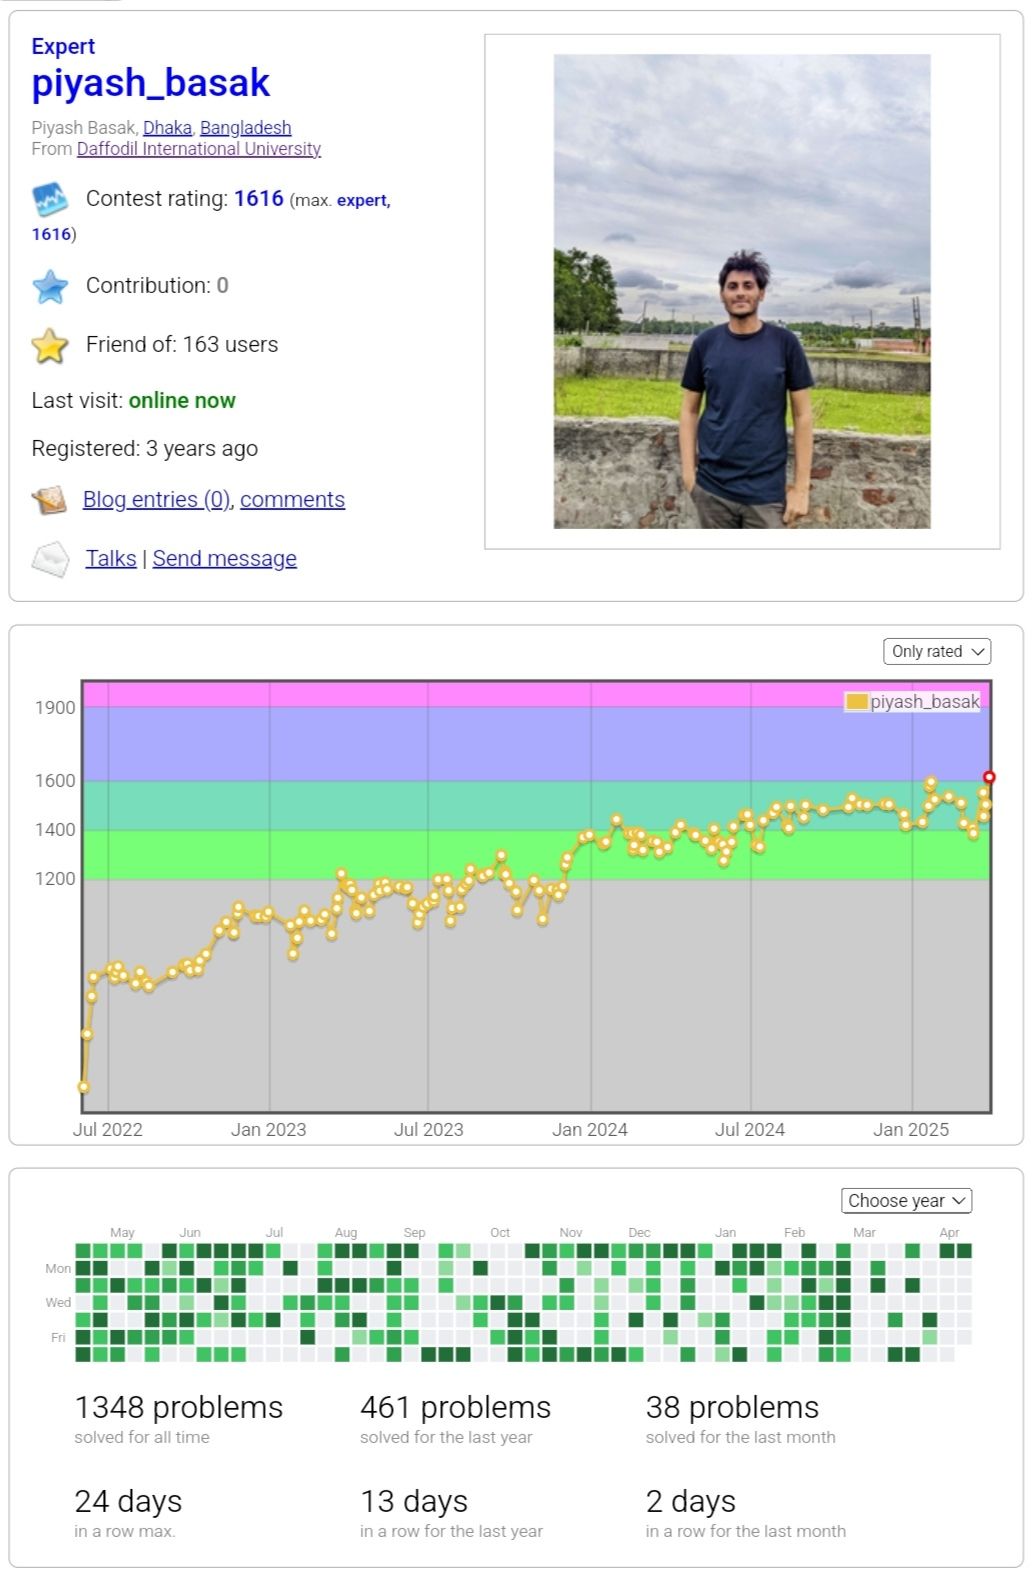 Expert
piyash_basak
Piyash Basak, Dhaka, Bangladesh
From Daffodil International University
Contest rating: 1616 (max. expert,
1616)
Contribution: 0
Friend of: 163 users
Last visit: online now
Registered: 3 years ago
Blog entries (0), comments
Talks | Send message
Only rated
piyash_basak
1900
1600
1400
1200
Jul 2022 Jan 2023 Jul 2023 Jan 2024 Jul 2024 Jan 2025
Choose year
May Jun Jul Aug Sep Oct Nov Dec Jan Feb Mar Apr
Mon
Wed
Fri
1348 problems 461 problems 38 problems
solved for all time solved for the last year solved for the last month
24 days 13 days 2 days
in a row max. in a row for the last year in a row for the last month